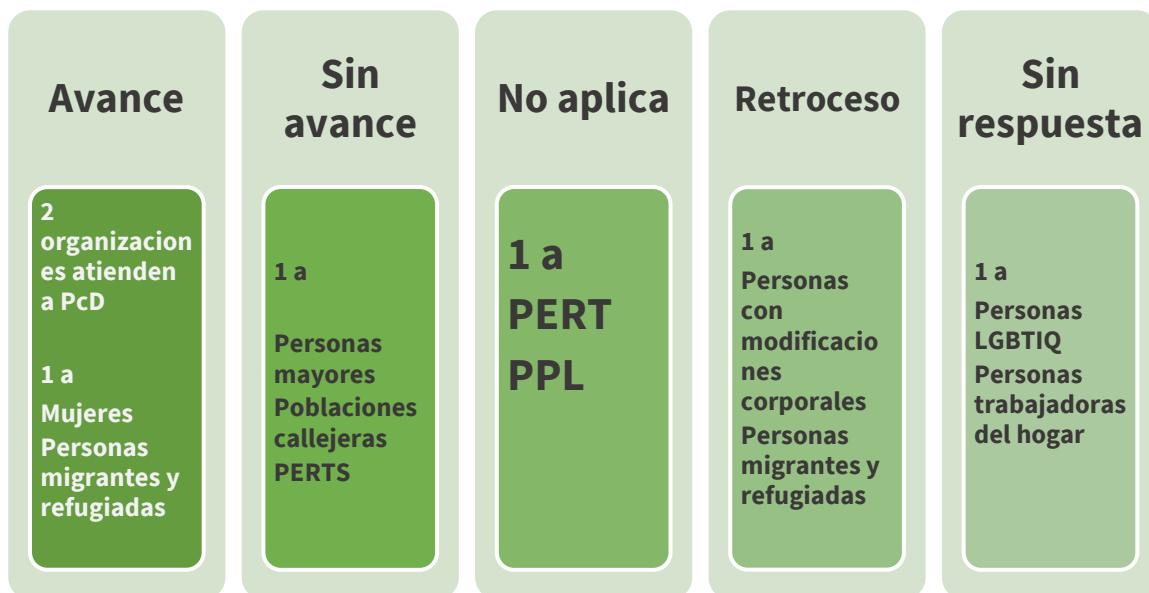 Avance
2
organizacion
es atienden
a PcD
1 a
Mujeres
Personas
migrantes y
refugiadas
Sin
avance
1 a
Personas
mayores
Poblaciones
callejeras
PERTS
No aplica
1 a
PERT
PPL
Retroceso
1 a
Personas
con
modificacio
nes
corporales
Personas
migrantes y
refugiadas
Sin
respuesta
1 a
Personas
LGBTIQ
Personas
trabajadoras
del hogar